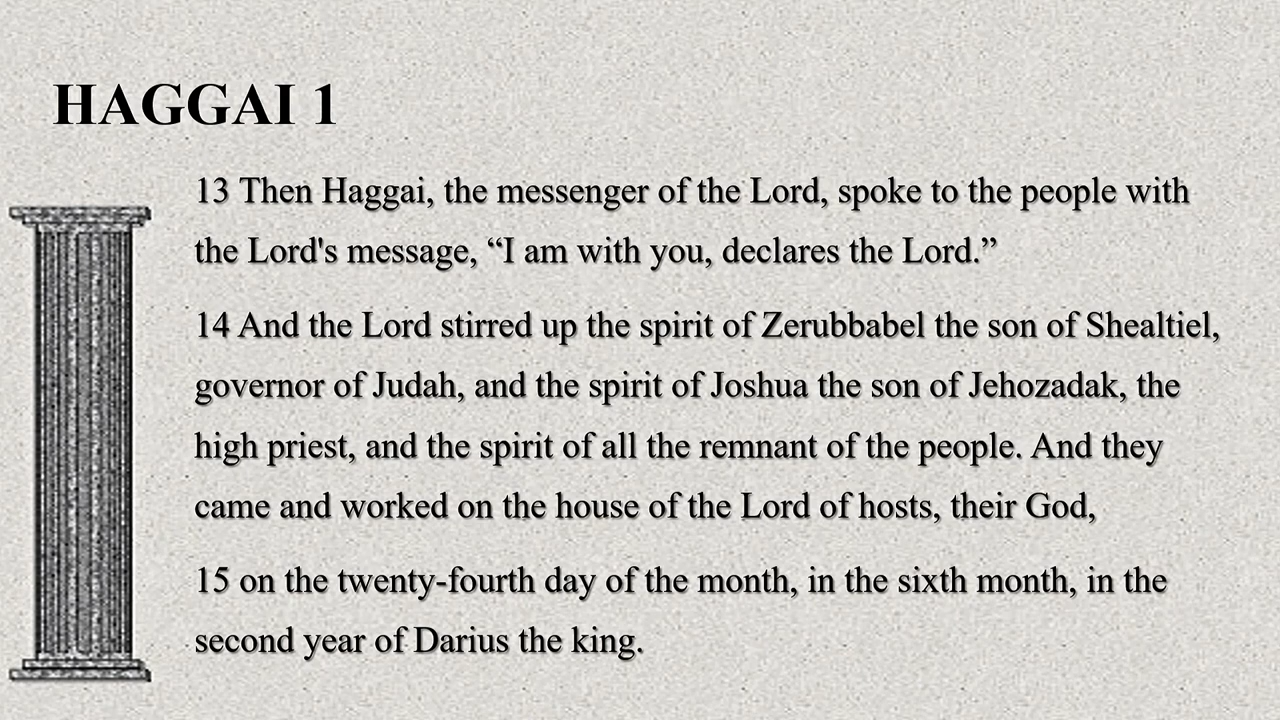 HAGGAI 1
13 Then Haggai, the messenger of the Lord, spoke to the people with
the Lord's message, “I am with you, declares the Lord.”
14 And the Lord stirred up the spirit of Zerubbabel the son of Shealtiel,
governor of Judah, and the spirit of Joshua the son of Jehozadak, the
high priest, and the spirit of all the remnant of the people. And they
came and worked on the house of the Lord of hosts, their God,
15 on the twenty-fourth day of the month, in the sixth month, in the
second year of Darius the king.